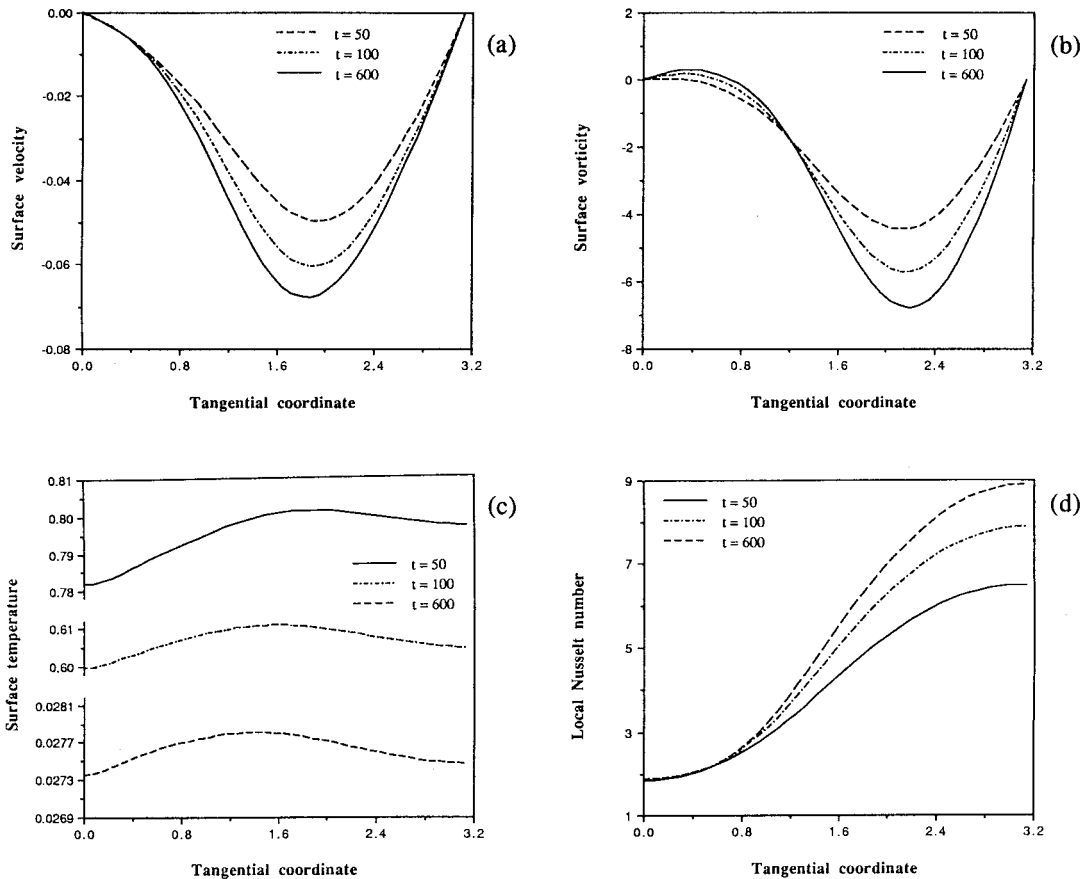 (a)
t = 50
t = 100
t = 600
0.00
-0.02
-0.04
-0.06
-0.08
Surface velocity
0.0 0.8 1.6 2.4 3.2
Tangential coordinate
(b)
t = 50
t = 100
t = 600
2
0
-2
-4
-6
-8
Surface vorticity
0.0 0.8 1.6 2.4 3.2
Tangential coordinate
(c)
t = 50
t = 100
t = 600
0.81
0.80
0.79
0.78
0.61
0.60
0.0281
0.0277
0.0273
0.0269
Surface temperature
0.0 0.8 1.6 2.4 3.2
Tangential coordinate
(d)
t = 50
t = 100
t = 600
9
7
5
3
1
Local Nusselt number
0.0 0.8 1.6 2.4 3.2
Tangential coordinate